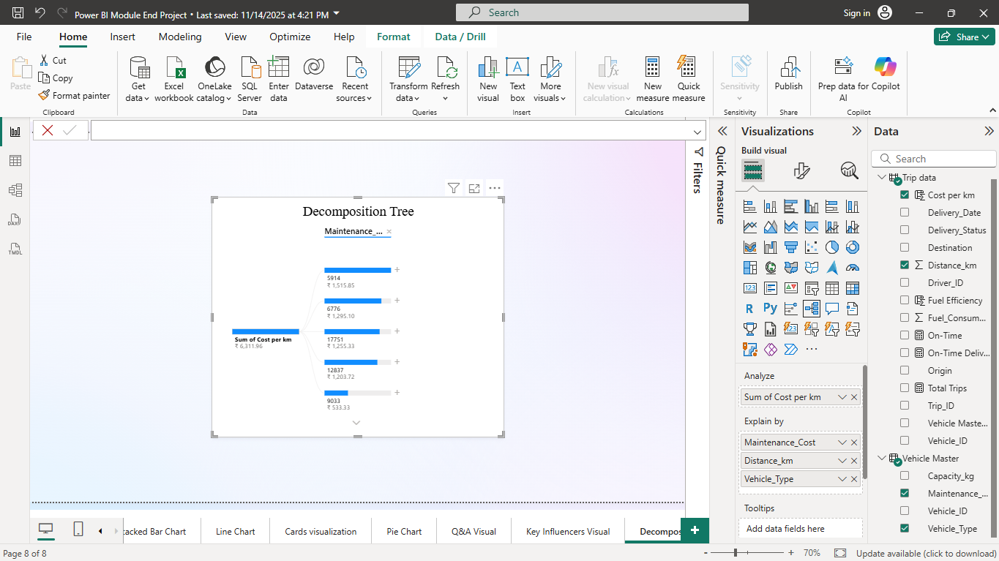 Power BI Module End Project • Last saved: 11/14/2025 at 4:21 PM
Search
Sign in
File
Home
Insert
Modeling
View
Optimize
Help
Format
Data / Drill
Share
Paste
Cut
Copy
Format painter
Clipboard
Get data
Excel workbook
OneLake catalog
SQL Server
Enter data
Dataverse
Recent sources
Data
Transform data
Refresh
Queries
New visual
Text box
More visuals
Insert
New visual calculation
New measure
Quick measure
Calculations
Sensitivity
Sensitivity
Publish
Share
Prep data for AI
Copilot
Copilot
DAX
TMDL
Decomposition Tree
Maintenance_...
5914
₹ 1,515.85
6776
₹ 1,295.10
Sum of Cost per km
₹ 6,311.96
17751
₹ 1,255.33
12837
₹ 1,203.72
9033
₹ 533.33
Filters
Quick measure
Visualizations
Build visual
123
R
Py
123
Analyze
Sum of Cost per km
Explain by
Maintenance_Cost
Distance_km
Vehicle_Type
Tooltips
Add data fields here
Data
Search
Trip data
Cost per km
Delivery_Date
Delivery_Status
Destination
Distance_km
Driver_ID
Fuel Efficiency
Fuel_Consum...
On-Time
On-Time Deliv...
Origin
Total Trips
Trip_ID
Vehicle Maste...
Vehicle_ID
Vehicle Master
Capacity_kg
Maintenance_...
Vehicle_ID
Vehicle_Type
tacked Bar Chart
Line Chart
Cards visualization
Pie Chart
Q&A Visual
Key Influencers Visual
Decompos
Page 8 of 8
70%
Update available (click to download)